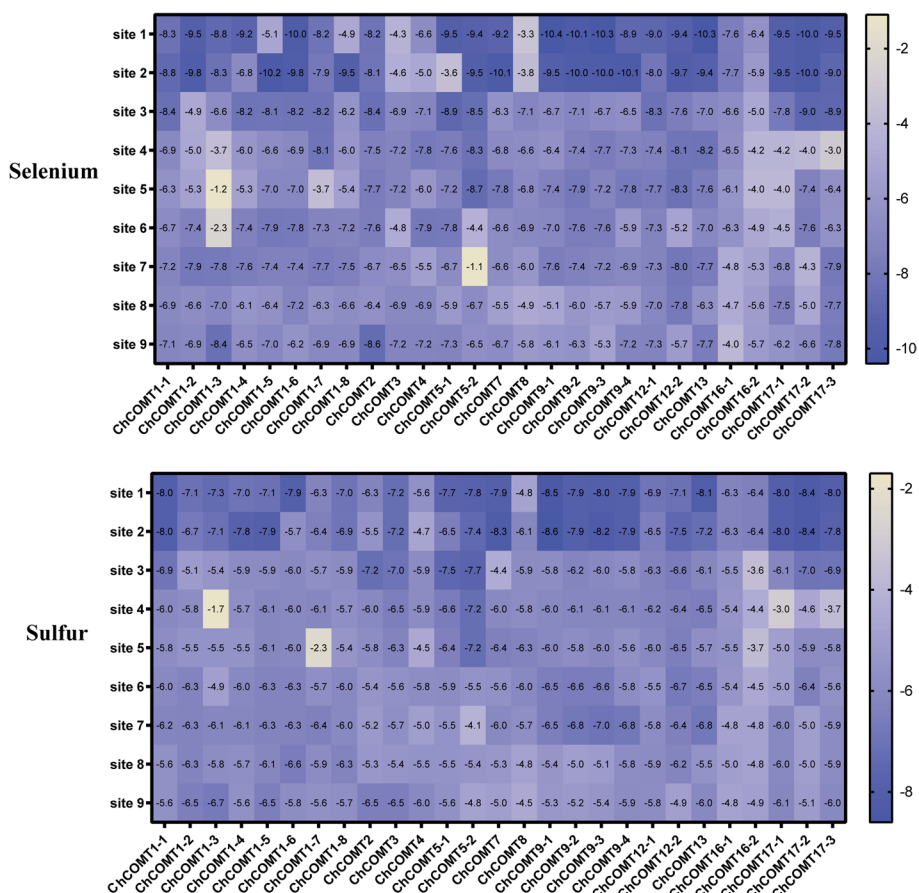 Selenium
site 1 -8.3 -9.5 -8.8 -9.2 -5.1 -10.0 -8.2 -4.9 -8.2 -4.3 -6.6 -9.5 -9.4 -9.2 -3.3 -10.4 -10.1 -10.3 -8.9 -9.0 -9.4 -10.3 -7.6 -6.4 -9.5 -10.0 -9.5
site 2 -8.8 -9.8 -8.3 -6.8 -10.2 -9.8 -7.9 -9.5 -8.1 -4.6 -5.0 -3.6 -9.5 -10.1 -3.8 -9.5 -10.0 -10.0 -10.1 -8.0 -9.7 -9.4 -7.7 -5.9 -9.5 -10.0 -9.0
site 3 -8.4 -4.9 -6.6 -8.2 -8.1 -8.2 -8.2 -6.2 -8.4 -6.9 -7.1 -8.9 -8.5 -6.3 -7.1 -6.7 -7.1 -6.7 -6.5 -8.3 -7.6 -7.0 -6.6 -5.0 -7.8 -9.0 -8.9
site 4 -6.9 -5.0 -3.7 -6.0 -6.6 -6.9 -8.1 -6.0 -7.5 -7.2 -7.8 -7.6 -8.3 -6.8 -6.6 -6.4 -7.4 -7.7 -7.3 -7.4 -8.1 -8.2 -6.5 -4.2 -4.2 -4.0 -3.0
site 5 -6.3 -5.3 -1.2 -5.3 -7.0 -7.0 -3.7 -5.4 -7.7 -7.2 -6.0 -7.2 -8.7 -7.8 -6.8 -7.4 -7.9 -7.2 -7.8 -7.7 -8.3 -7.6 -6.1 -4.0 -4.0 -7.4 -6.4
site 6 -6.7 -7.4 -2.3 -7.4 -7.9 -7.8 -7.3 -7.2 -7.6 -4.8 -7.9 -7.8 -4.4 -6.6 -6.9 -7.0 -7.6 -7.6 -5.9 -7.3 -5.2 -7.0 -6.3 -4.9 -4.5 -7.6 -6.3
site 7 -7.2 -7.9 -7.8 -7.6 -7.4 -7.4 -7.7 -7.5 -6.7 -6.5 -5.5 -6.7 -1.1 -6.6 -6.0 -7.6 -7.4 -7.2 -6.9 -7.3 -8.0 -7.7 -4.8 -5.3 -6.8 -4.3 -7.9
site 8 -6.9 -6.6 -7.0 -6.1 -6.4 -7.2 -6.3 -6.6 -6.4 -6.9 -6.9 -5.9 -6.7 -5.5 -4.9 -5.1 -6.0 -5.7 -5.9 -7.0 -7.8 -6.3 -4.7 -5.6 -7.5 -5.0 -7.7
site 9 -7.1 -6.9 -8.4 -6.5 -7.0 -6.2 -6.9 -6.9 -8.6 -7.2 -7.2 -7.3 -6.5 -6.7 -5.8 -6.1 -6.3 -5.3 -7.2 -7.3 -5.7 -7.7 -4.0 -5.7 -6.2 -6.6 -7.8
ChCOMT1-1 ChCOMT1-2 ChCOMT1-3 ChCOMT1-4 ChCOMT1-5 ChCOMT1-6 ChCOMT1-7 ChCOMT1-8 ChCOMT2 ChCOMT3 ChCOMT4 ChCOMT5-1 ChCOMT5-2 ChCOMT7 ChCOMT8 ChCOMT9-1 ChCOMT9-2 ChCOMT9-3 ChCOMT9-4 ChCOMT12-1 ChCOMT12-2 ChCOMT13 ChCOMT16-1 ChCOMT16-2 ChCOMT17-1 ChCOMT17-2 ChCOMT17-3
-2
-4
-6
-8
-10
Sulfur
site 1 -8.0 -7.1 -7.3 -7.0 -7.1 -7.9 -6.3 -7.0 -6.3 -7.2 -5.6 -7.7 -7.8 -7.9 -4.8 -8.5 -7.9 -8.0 -7.9 -6.9 -7.1 -8.1 -6.3 -6.4 -8.0 -8.4 -8.0
site 2 -8.0 -6.7 -7.1 -7.8 -7.9 -5.7 -6.4 -6.9 -5.5 -7.2 -4.7 -6.5 -7.4 -8.3 -6.1 -8.6 -7.9 -8.2 -7.9 -6.5 -7.5 -7.2 -6.3 -6.4 -8.0 -8.4 -7.8
site 3 -6.9 -5.1 -5.4 -5.9 -5.9 -6.0 -5.7 -5.9 -7.2 -7.0 -5.9 -7.5 -7.7 -4.4 -5.9 -5.8 -6.2 -6.0 -5.8 -6.3 -6.6 -6.1 -5.5 -3.6 -6.1 -7.0 -6.9
site 4 -6.0 -5.8 -1.7 -5.7 -6.1 -6.0 -6.1 -5.7 -6.0 -6.5 -5.9 -6.6 -7.2 -6.0 -5.8 -6.0 -6.1 -6.1 -6.1 -6.2 -6.4 -6.5 -5.4 -4.4 -3.0 -4.6 -3.7
site 5 -5.8 -5.5 -5.5 -5.5 -6.1 -6.0 -2.3 -5.4 -5.8 -6.3 -4.5 -6.4 -7.2 -6.4 -6.3 -6.0 -5.8 -5.6 -5.4 -6.0 -6.5 -5.7 -5.7 -3.7 -5.0 -5.9 -5.8
site 6 -6.0 -6.3 -4.9 -6.0 -6.3 -6.3 -5.7 -6.0 -5.4 -5.6 -5.8 -5.9 -5.5 -5.6 -6.0 -6.5 -6.6 -6.6 -5.8 -5.5 -6.7 -6.5 -5.4 -4.5 -5.0 -6.4 -5.6
site 7 -6.2 -6.3 -6.1 -6.1 -6.3 -6.3 -6.4 -6.0 -5.2 -5.7 -5.0 -5.5 -4.1 -6.0 -5.7 -6.5 -6.8 -7.0 -6.8 -5.8 -6.4 -6.8 -4.8 -4.8 -6.0 -5.0 -5.9
site 8 -5.6 -6.3 -5.8 -5.7 -6.1 -6.6 -5.9 -6.3 -5.3 -5.4 -5.5 -5.5 -5.4 -5.3 -4.8 -5.4 -5.0 -5.1 -5.8 -5.9 -6.2 -5.5 -5.0 -4.8 -6.0 -5.0 -5.9
site 9 -5.6 -6.5 -6.7 -5.6 -6.5 -5.8 -5.6 -5.7 -6.5 -6.5 -6.0 -5.6 -4.8 -5.0 -4.5 -5.3 -5.2 -5.4 -5.9 -5.8 -4.9 -6.0 -4.8 -4.9 -6.1 -5.1 -6.0
ChCOMT1-1 ChCOMT1-2 ChCOMT1-3 ChCOMT1-4 ChCOMT1-5 ChCOMT1-6 ChCOMT1-7 ChCOMT1-8 ChCOMT2 ChCOMT3 ChCOMT4 ChCOMT5-1 ChCOMT5-2 ChCOMT7 ChCOMT8 ChCOMT9-1 ChCOMT9-2 ChCOMT9-3 ChCOMT9-4 ChCOMT12-1 ChCOMT12-2 ChCOMT13 ChCOMT16-1 ChCOMT16-2 ChCOMT17-1 ChCOMT17-2 ChCOMT17-3
-2
-4
-6
-8